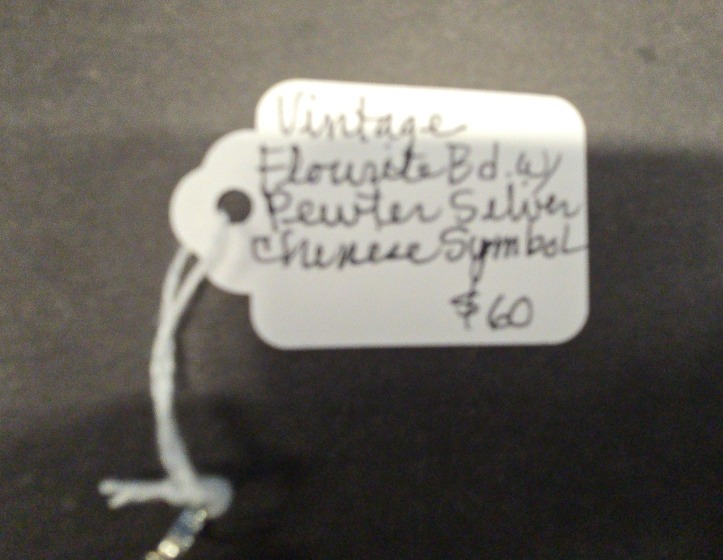 Vintage
Flourite Bd. w/
Pewter Silver
Chinese Symbol
$60